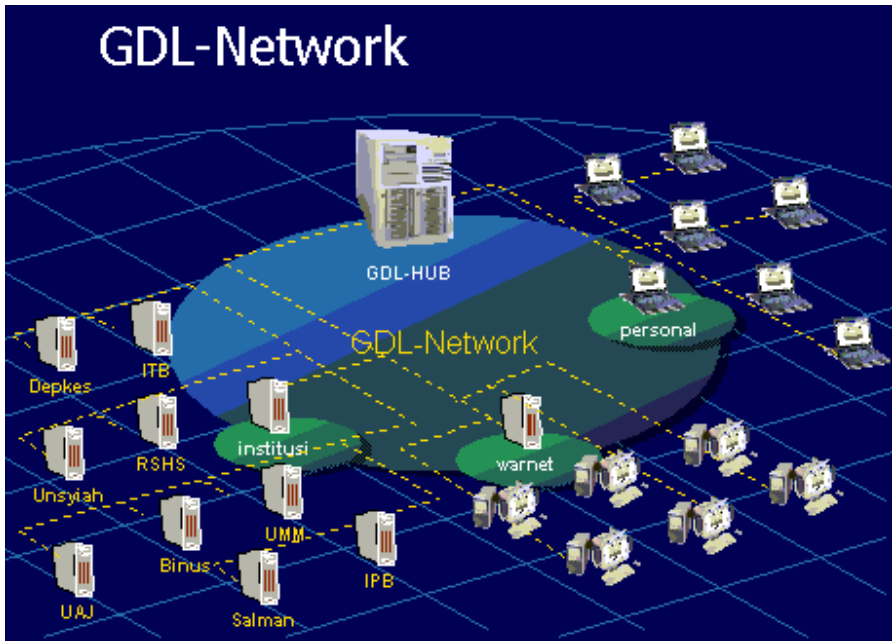 GDL-Network
GDL-HUB
personal
GDL-Network
Depkes
ITB
institusi
RSHS
warnet
Unsyiah
UMM
Binus
IPB
UAJ
Salman